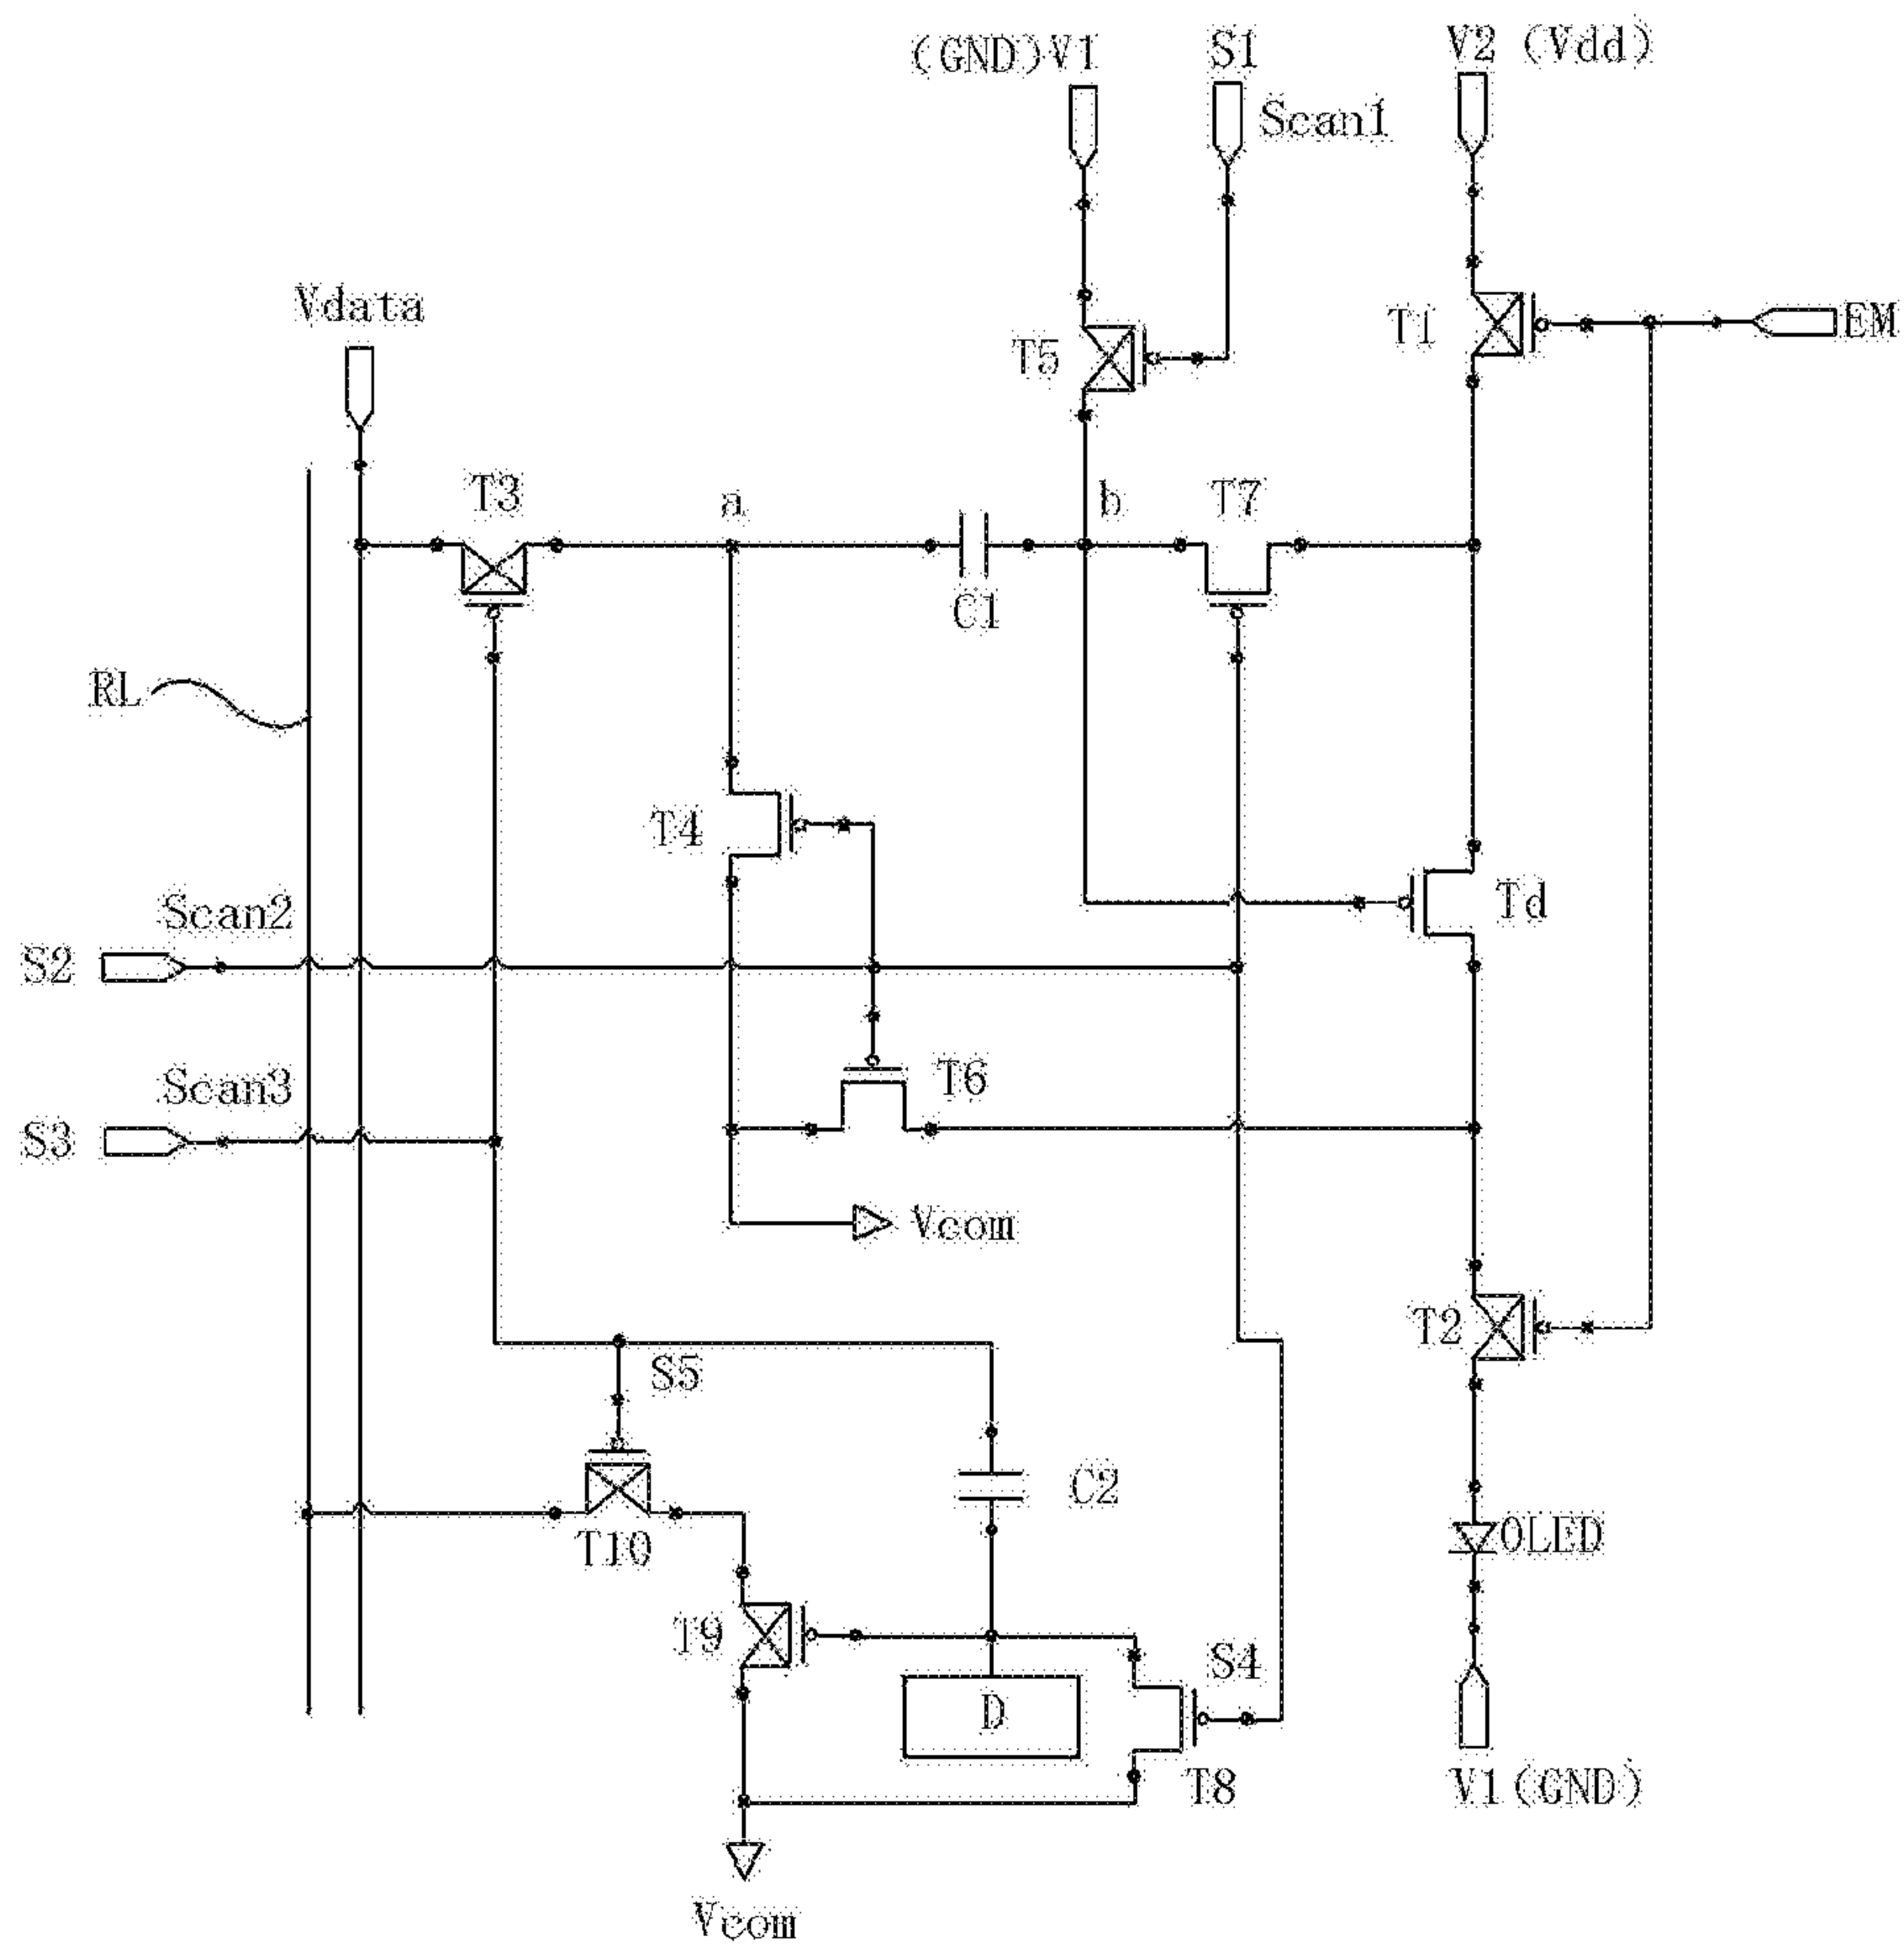 (GND)V1
S1
V2 (Vdd)
Scan1
Vdata
T5
T1
EM
T3
a
b
T7
C1
RL
T4
Td
Scan2
S2
Scan3
T6
S3
Vcom
T2
S5
C2
T10
OLED
T9
S4
D
T8
V1(GND)
Vcom